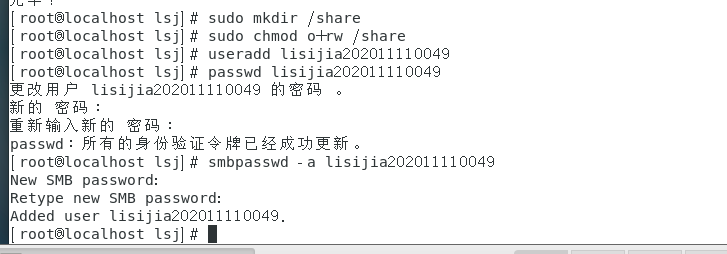 完毕！
[root@localhost lsj]# sudo mkdir /share
[root@localhost lsj]# sudo chmod o+rw /share
[root@localhost lsj]# useradd lisijia202011110049
[root@localhost lsj]# passwd lisijia202011110049
更改用户 lisijia202011110049 的密码 。
新的 密码：
重新输入新的 密码：
passwd：所有的身份验证令牌已经成功更新。
[root@localhost lsj]# smbpasswd -a lisijia202011110049
New SMB password:
Retype new SMB password:
Added user lisijia202011110049.
[root@localhost lsj]#